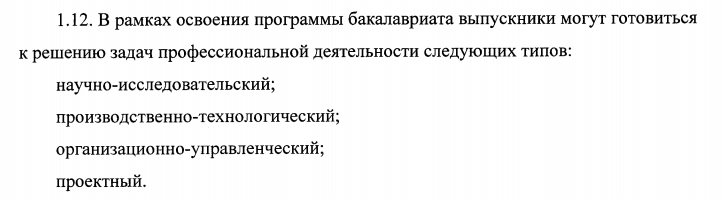 1.12. В рамках освоения программы бакалавриата выпускники могут готовиться
к решению задач профессиональной деятельности следующих типов:
научно-исследовательский;
производственно-технологический;
организационно-управленческий;
проектный.